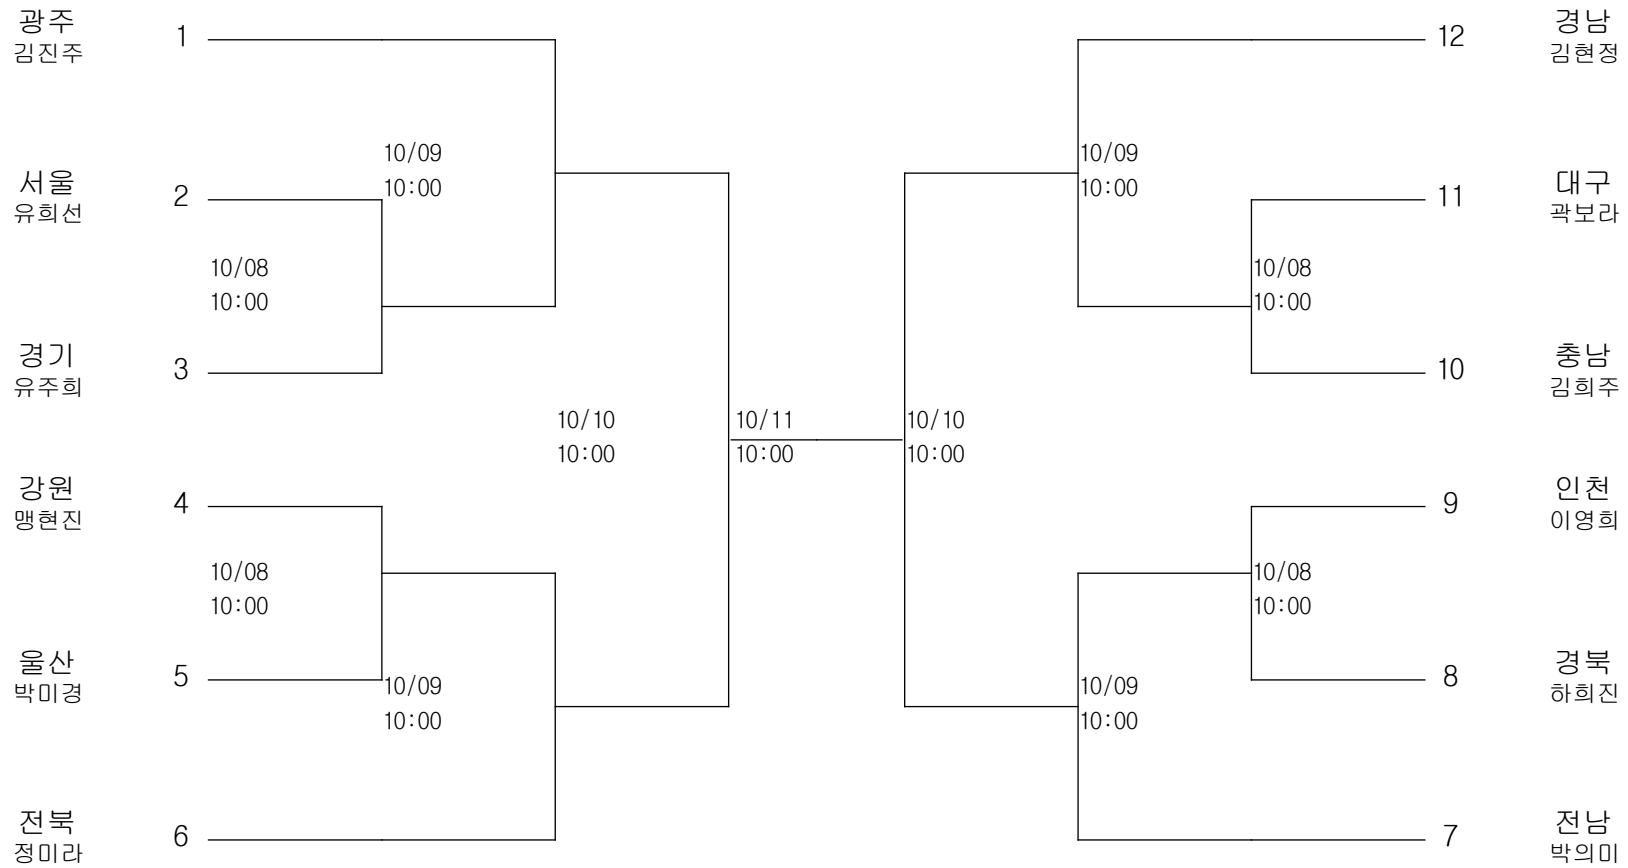 광주
김진주
1
12
경남
김현정
10/09
10:00
10/09
10:00
서울
유희선
2
11
대구
곽보라
10/08
10:00
10/08
10:00
경기
유주희
3
10
충남
김희주
10/10
10:00
10/11
10:00
10/10
10:00
강원
맹현진
4
9
인천
이영희
10/08
10:00
10/08
10:00
울산
박미경
5
8
경북
하희진
10/09
10:00
10/09
10:00
전북
정미라
6
7
전남
박의미